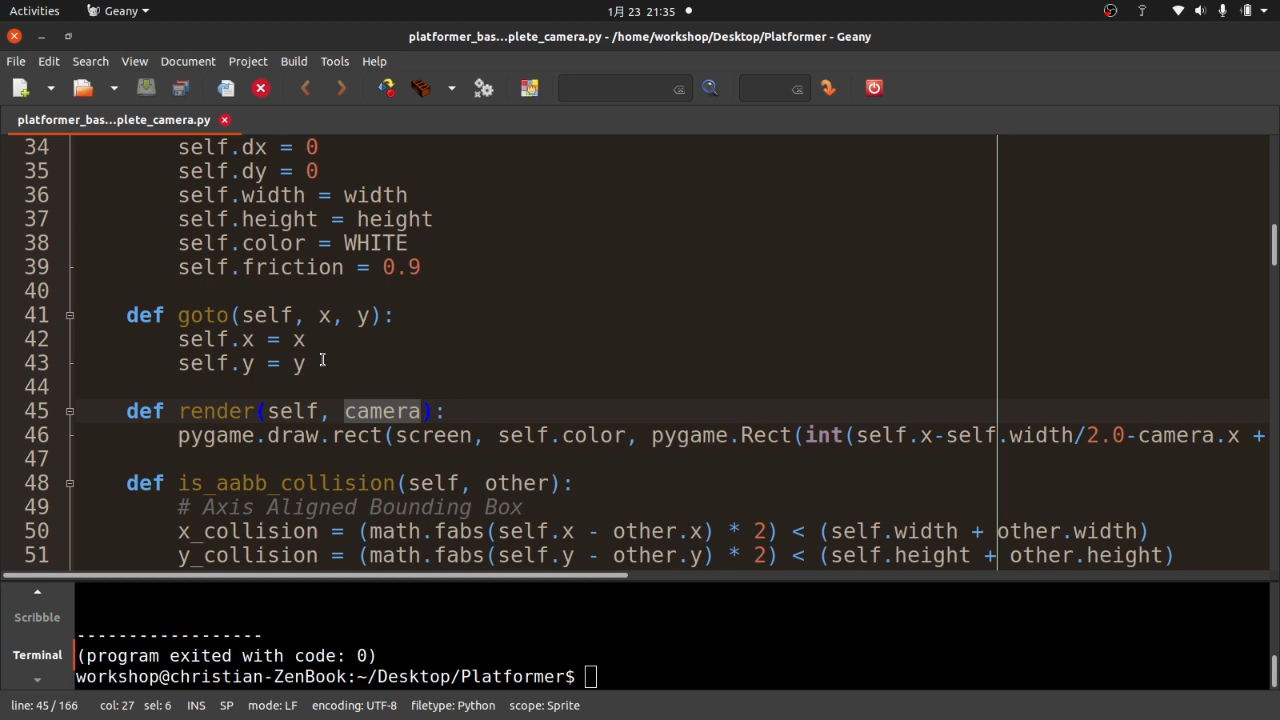 Activities Geany 1月 23 21:35
platformer_bas...plete_camera.py - /home/workshop/Desktop/Platformer - Geany
File Edit Search View Document Project Build Tools Help
platformer_bas...plete_camera.py
34 self.dx = 0
35 self.dy = 0
36 self.width = width
37 self.height = height
38 self.color = WHITE
39 self.friction = 0.9
40
41 def goto(self, x, y):
42 self.x = x
43 self.y = y
44
45 def render(self, camera):
46 pygame.draw.rect(screen, self.color, pygame.Rect(int(self.x-self.width/2.0-camera.x +
47
48 def is_aabb_collision(self, other):
49 # Axis Aligned Bounding Box
50 x_collision = (math.fabs(self.x - other.x) * 2) < (self.width + other.width)
51 y_collision = (math.fabs(self.y - other.y) * 2) < (self.height + other.height)
Scribble
Terminal
------------------
(program exited with code: 0)
workshop@christian-ZenBook:~/Desktop/Platformer$
line: 45 / 166 col: 27 sel: 6 INS SP mode: LF encoding: UTF-8 filetype: Python scope: Sprite